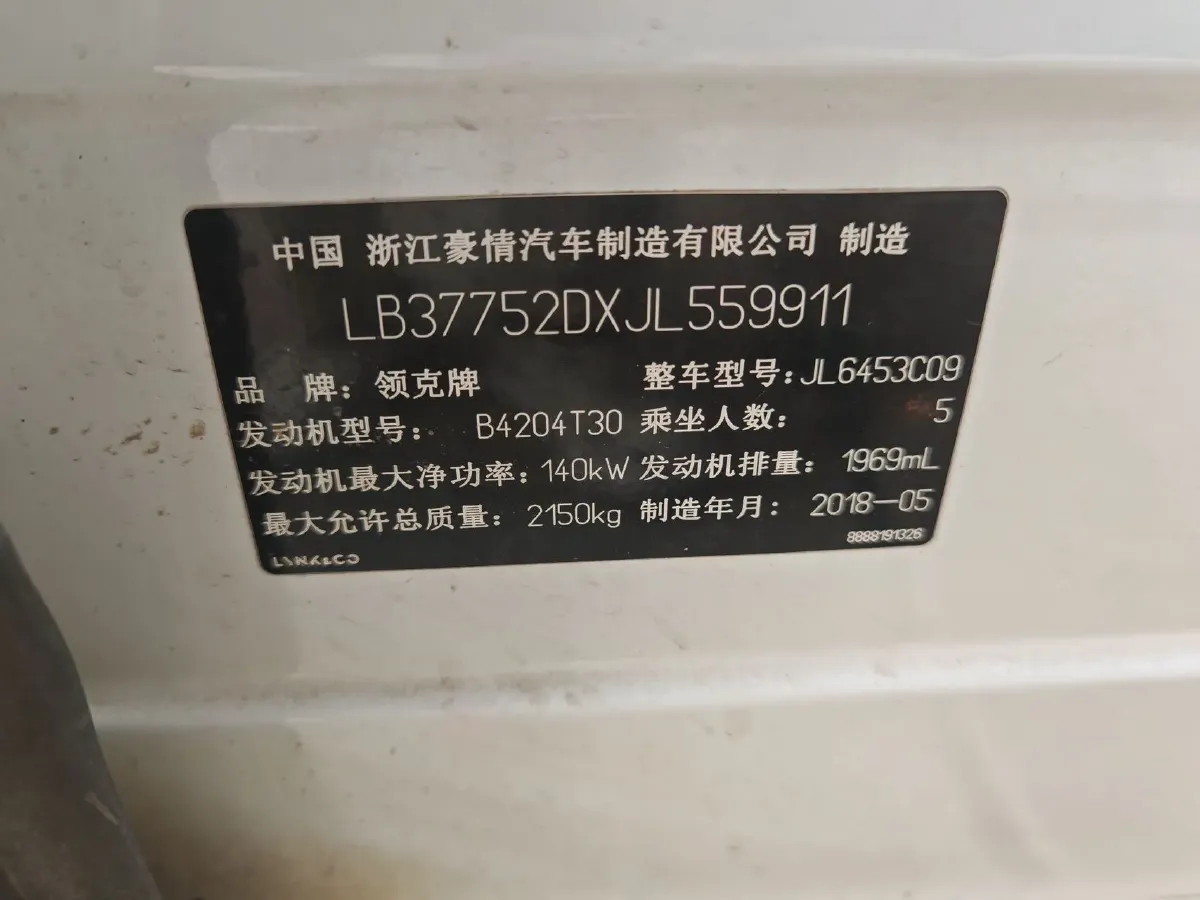 中国 浙江豪情汽车制造有限公司 制造
LB37752DXJL559911
品 牌：领克牌 整车型号：JL6453C09
发动机型号： B4204T30 乘坐人数： 5
发动机最大净功率：140kW 发动机排量： 1969mL
最大允许总质量： 2150kg 制造年月： 2018-05
LYNK&CO 8888191326